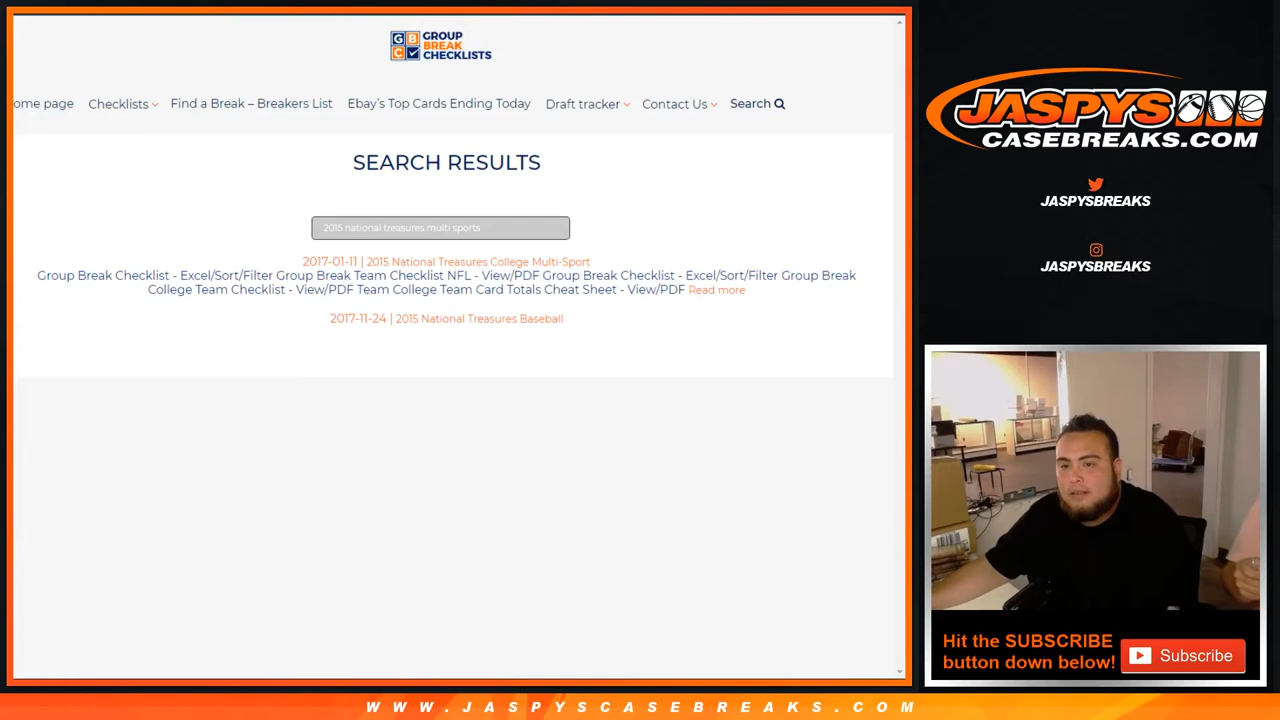 GROUP
BREAK
CHECKLISTS
G B
C
ome page Checklists Find a Break – Breakers List Ebay's Top Cards Ending Today Draft tracker Contact Us Search
SEARCH RESULTS
2015 national treasures multi sports
2017-01-11 | 2015 National Treasures College Multi-Sport
Group Break Checklist - Excel/Sort/Filter Group Break Team Checklist NFL - View/PDF Group Break Checklist - Excel/Sort/Filter Group Break
College Team Checklist - View/PDF Team College Team Card Totals Cheat Sheet - View/PDF Read more
2017-11-24 | 2015 National Treasures Baseball
JASPYS
CASEBREAKS.COM
JASPYSBREAKS
JASPYSBREAKS
Hit the SUBSCRIBE
button down below!
Subscribe
WWW.JASPYSCASEBREAKS.COM